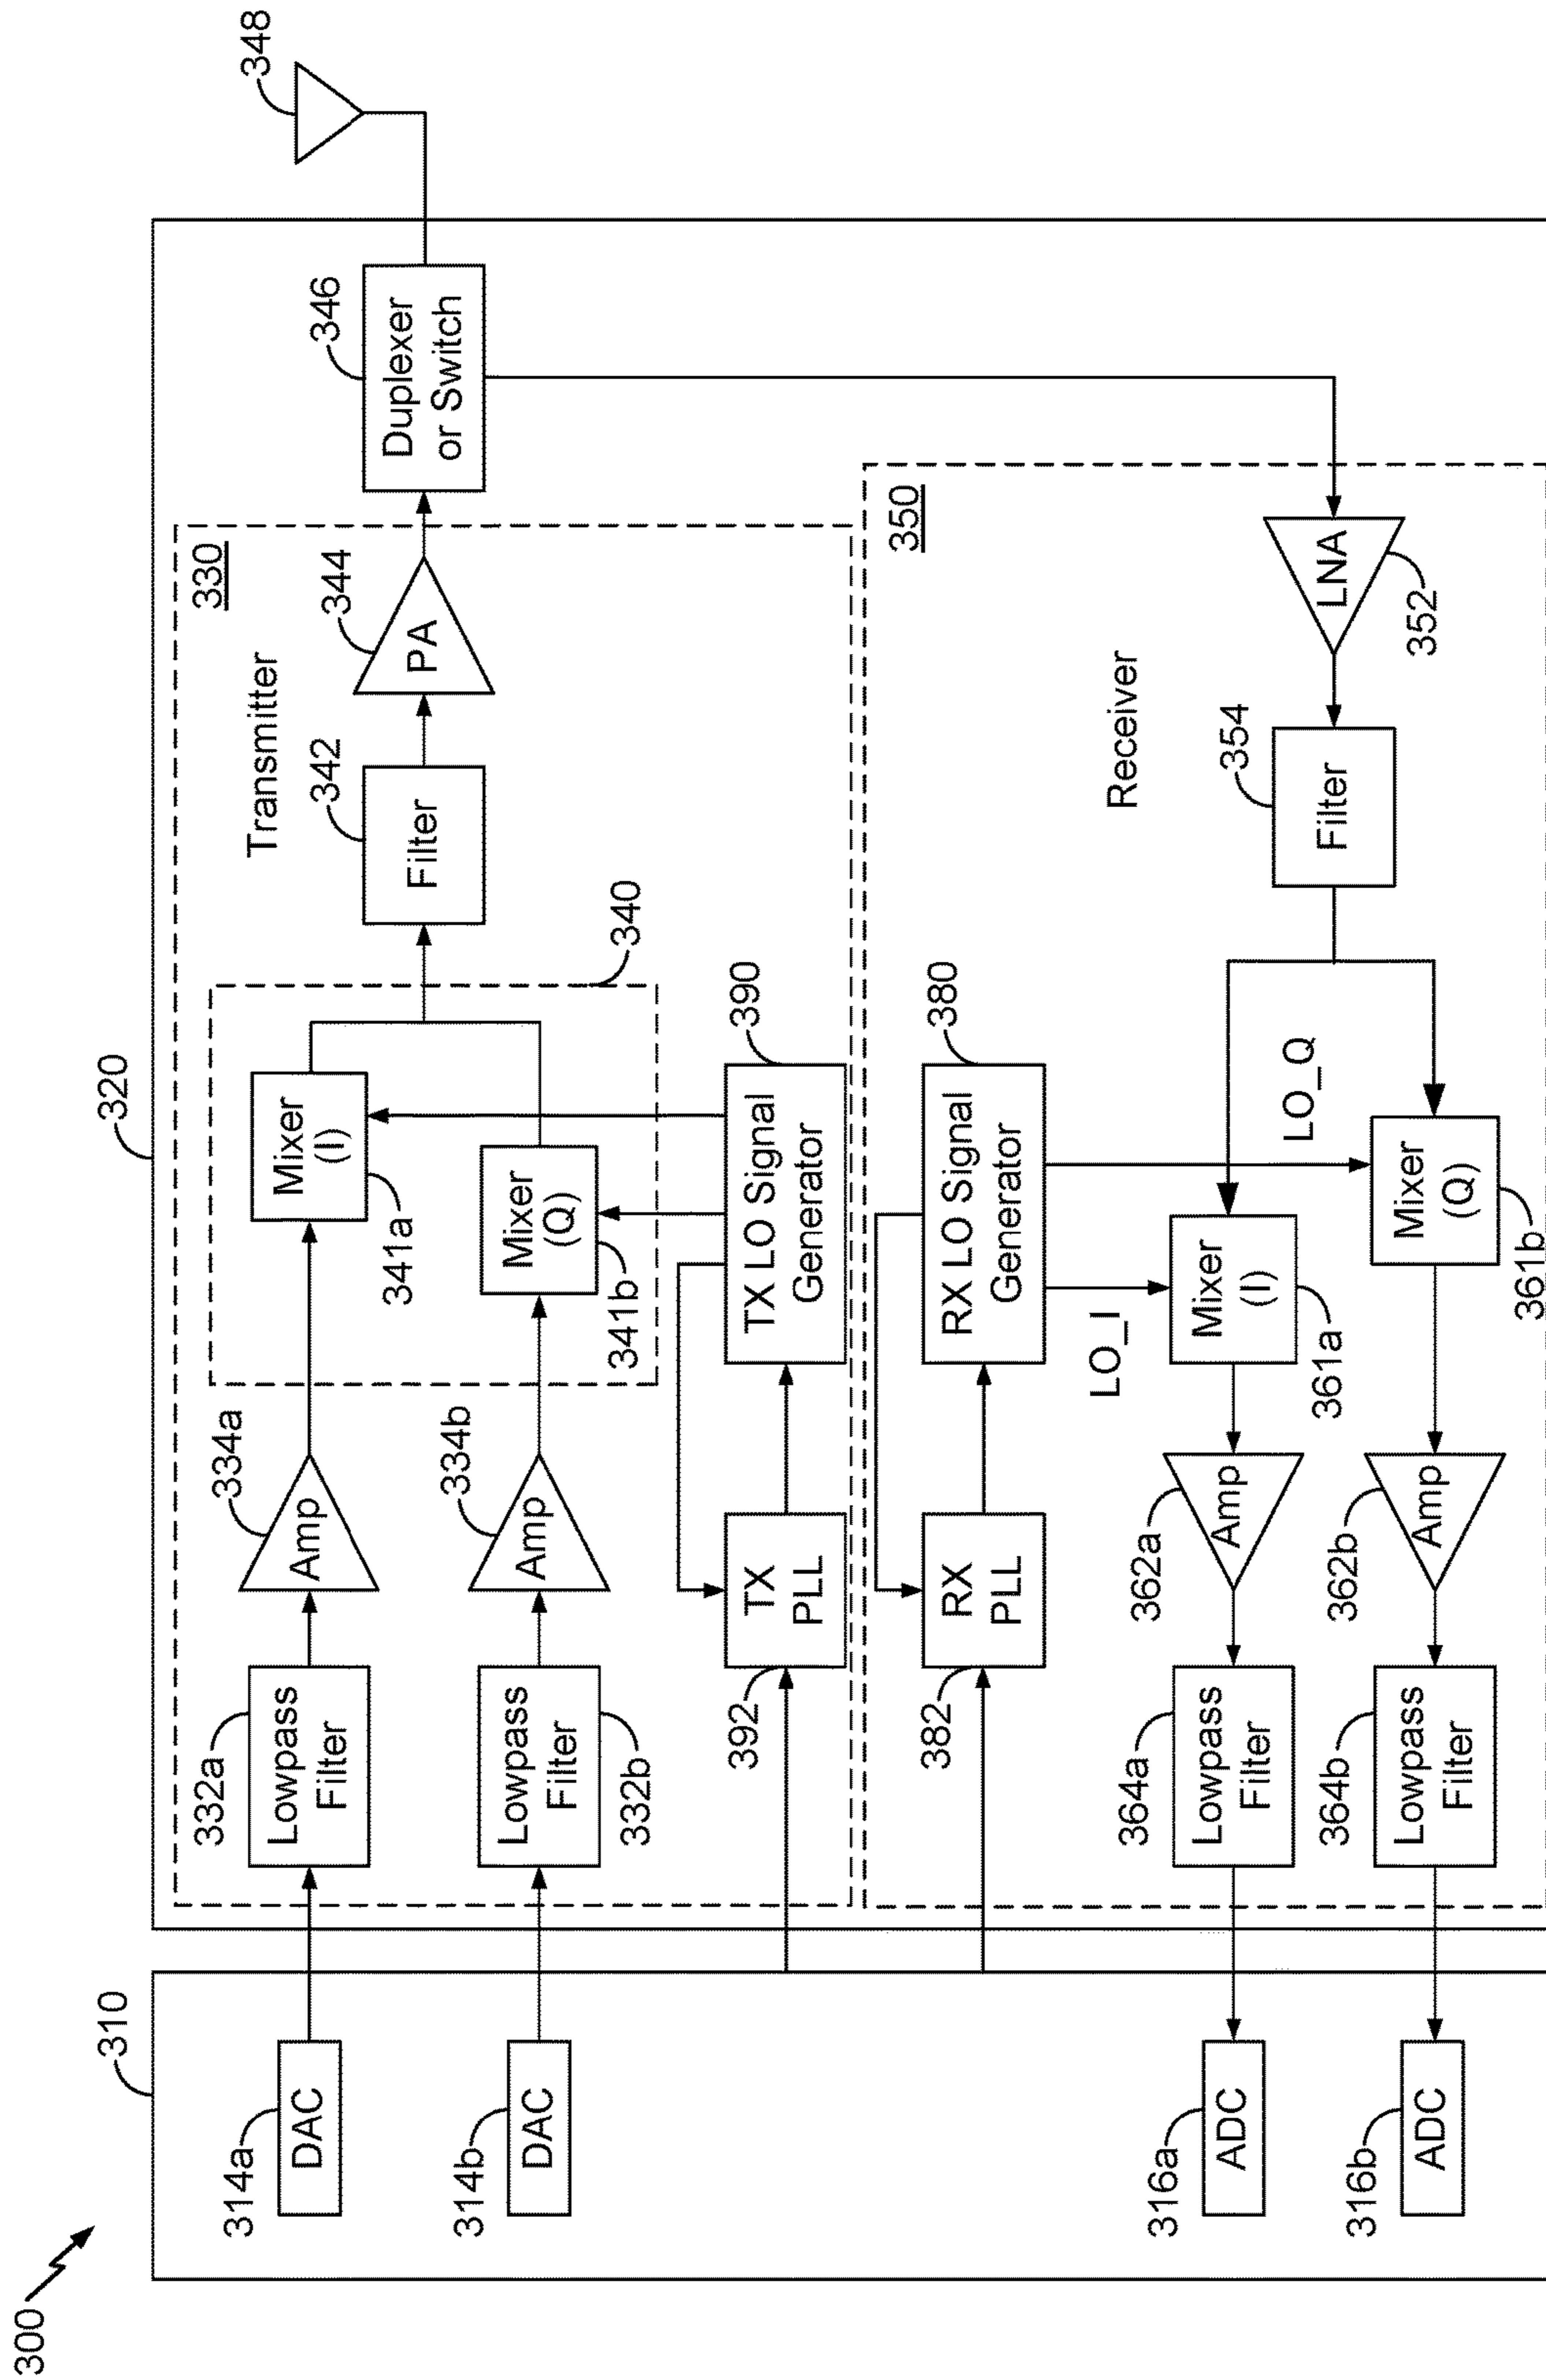 300
310
320
314a
DAC
314b
DAC
316a
ADC
316b
ADC
330
Transmitter
332a
Lowpass
Filter
334a
Amp
332b
Lowpass
Filter
334b
Amp
340
Mixer
(I)
341a
Mixer
(Q)
341b
342
Filter
344
PA
346
Duplexer
or Switch
348
392
TX
PLL
390
TX LO Signal
Generator
350
Receiver
382
RX
PLL
380
RX LO Signal
Generator
LO_I
LO_Q
352
LNA
354
Filter
Mixer
(I)
361a
Mixer
(Q)
361b
362a
Amp
362b
Amp
364a
Lowpass
Filter
364b
Lowpass
Filter